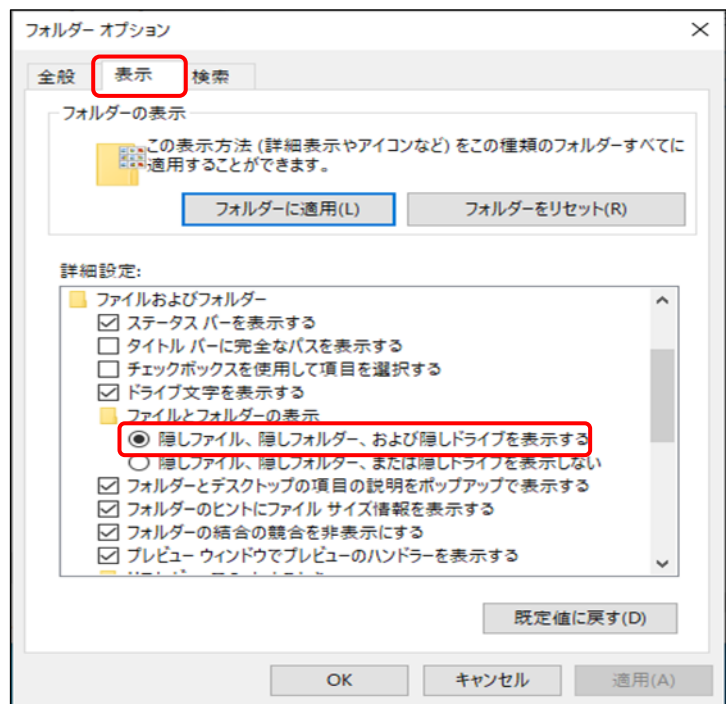 フォルダー オプション
全般 表示 検索
フォルダーの表示
この表示方法 (詳細表示やアイコンなど) をこの種類のフォルダーすべてに
適用することができます。
フォルダーに適用(L) フォルダーをリセット(R)
詳細設定:
ファイルおよびフォルダー
ステータス バーを表示する
タイトル バーに完全なパスを表示する
チェックボックスを使用して項目を選択する
ドライブ文字を表示する
ファイルとフォルダーの表示
隠しファイル、隠しフォルダー、および隠しドライブを表示する
隠しファイル、隠しフォルダー、または隠しドライブを表示しない
フォルダーとデスクトップの項目の説明をポップアップで表示する
フォルダーのヒントにファイル サイズ情報を表示する
フォルダーの結合の競合を非表示にする
プレビュー ウィンドウでプレビューのハンドラーを表示する
既定値に戻す(D)
OK キャンセル 適用(A)